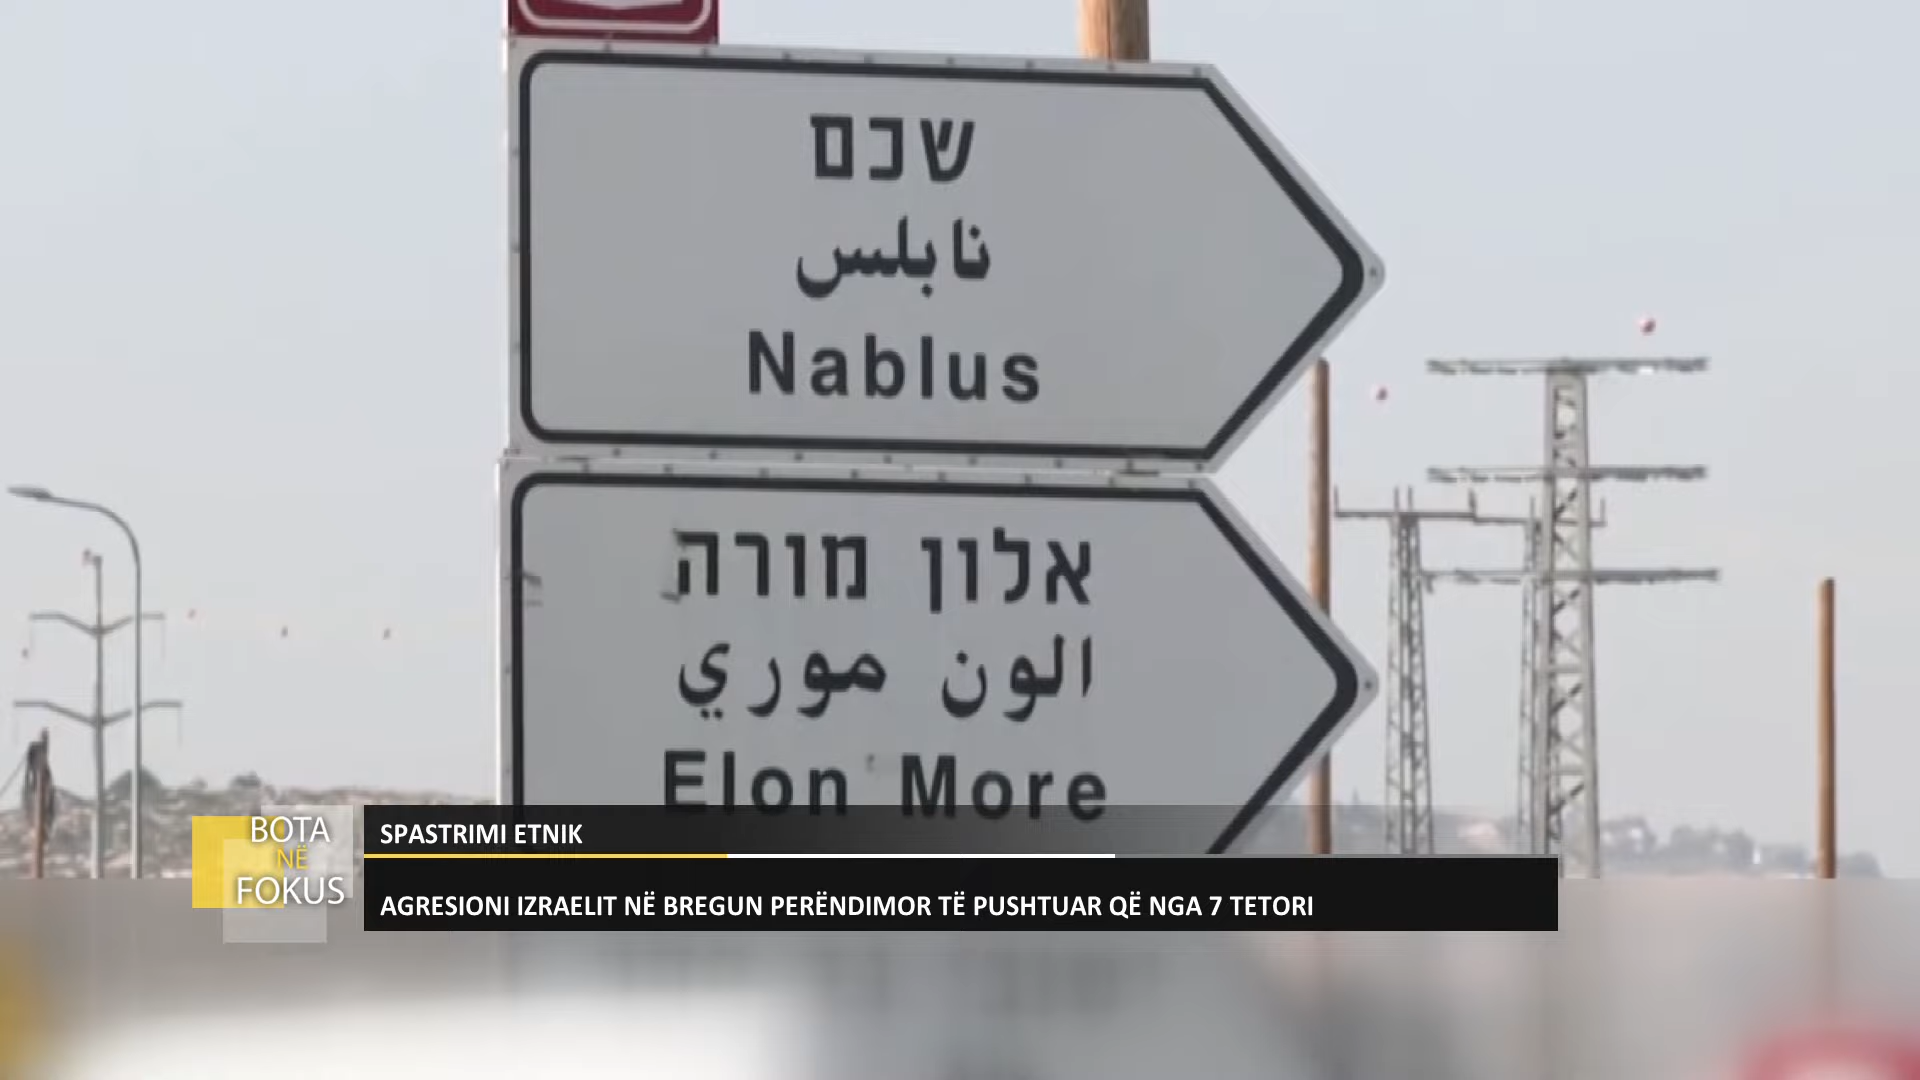 שכם
نابلس
Nablus
אלון מורה
الون موري
Elon More
BOTA
NË
FOKUS
SPASTRIMI ETNIK
AGRESIONI IZRAELIT NË BREGUN PERËNDIMOR TË PUSHTUAR QË NGA 7 TETORI